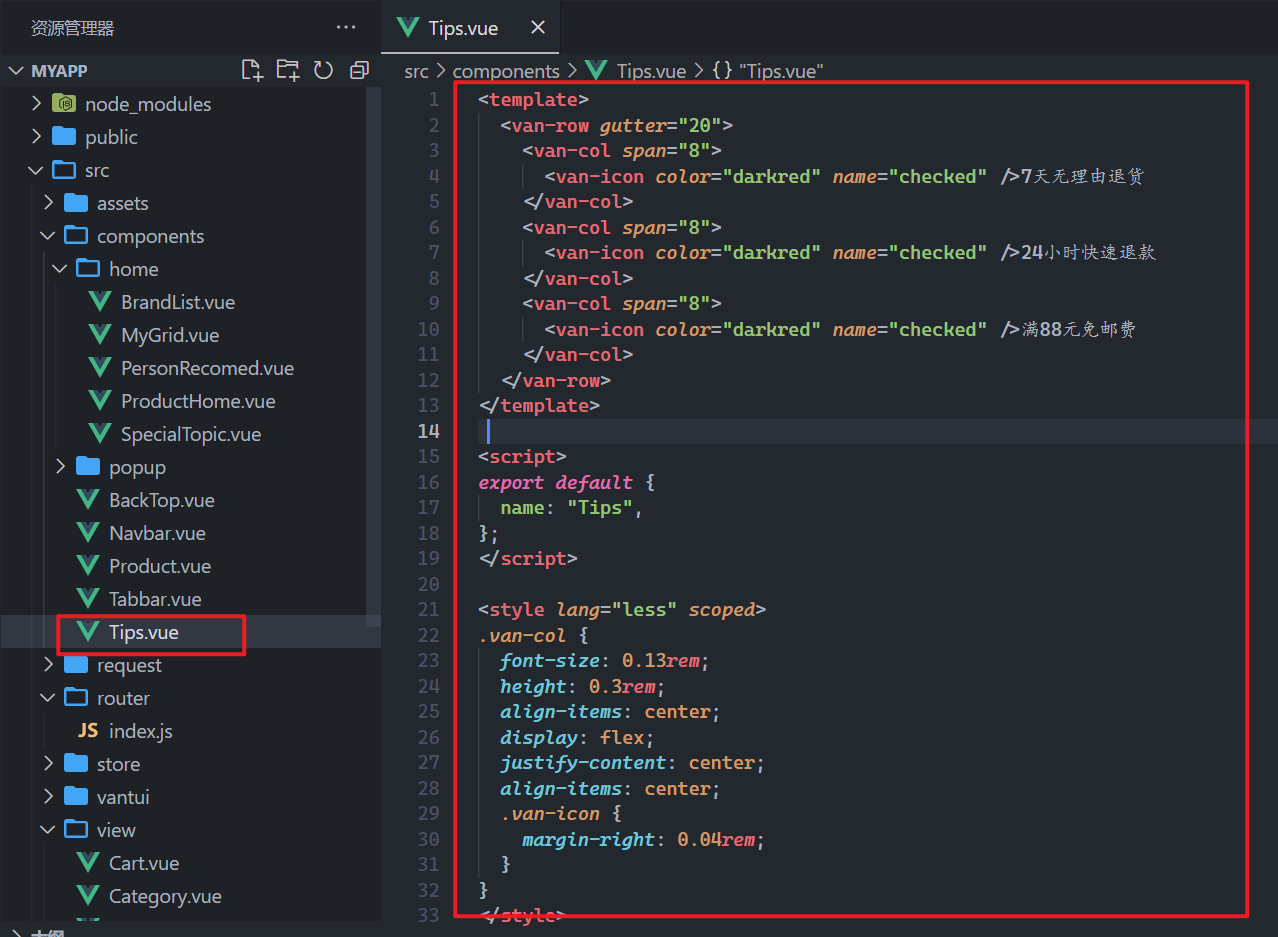 资源管理器
MYAPP
node_modules
public
src
assets
components
home
BrandList.vue
MyGrid.vue
PersonRecomed.vue
ProductHome.vue
SpecialTopic.vue
popup
BackTop.vue
Navbar.vue
Product.vue
Tabbar.vue
Tips.vue
request
router
JS index.js
store
vantui
view
Cart.vue
Category.vue
大纲
Tips.vue
src > components > Tips.vue > {} "Tips.vue"
1 <template>
2 <van-row gutter="20">
3 <van-col span="8">
4 <van-icon color="darkred" name="checked" />7天无理由退货
5 </van-col>
6 <van-col span="8">
7 <van-icon color="darkred" name="checked" />24小时快速退款
8 </van-col>
9 <van-col span="8">
10 <van-icon color="darkred" name="checked" />满88元免邮费
11 </van-col>
12 </van-row>
13 </template>
14
15 <script>
16 export default {
17 name: "Tips",
18 };
19 </script>
20
21 <style lang="less" scoped>
22 .van-col {
23 font-size: 0.13rem;
24 height: 0.3rem;
25 align-items: center;
26 display: flex;
27 justify-content: center;
28 align-items: center;
29 .van-icon {
30 margin-right: 0.04rem;
31 }
32 }
33 </style>